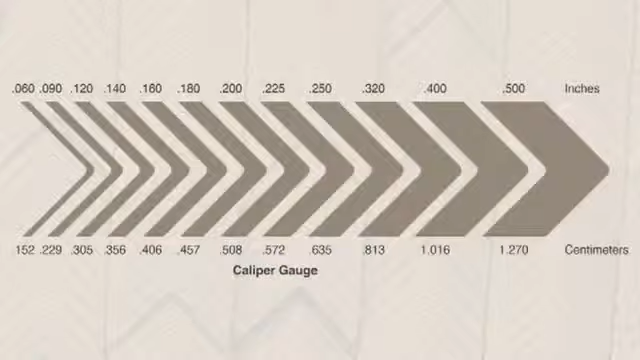 .060 .090 .120 .140 .160 .180 .200 .225 .250 .320 .400 .500 Inches
152 .229 .305 .356 .406 .457 .508 .572 635 .813 1.016 1.270 Centimeters
Caliper Gauge